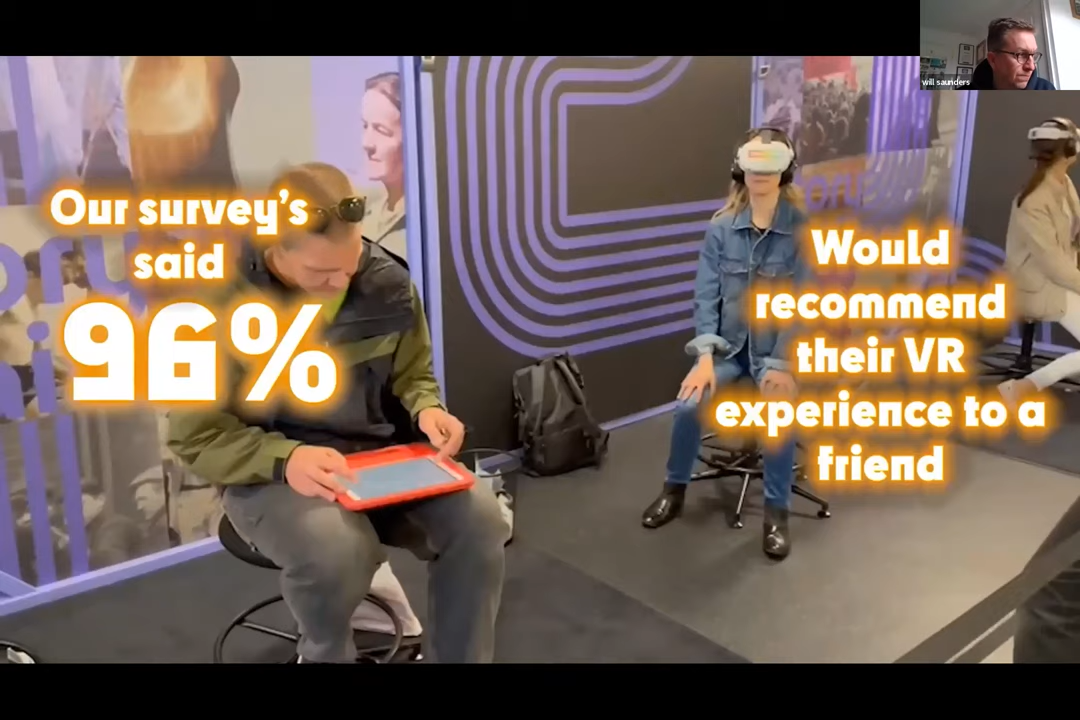 will saunders
Our survey's
said
96%
Would
recommend
their VR
experience to a
friend